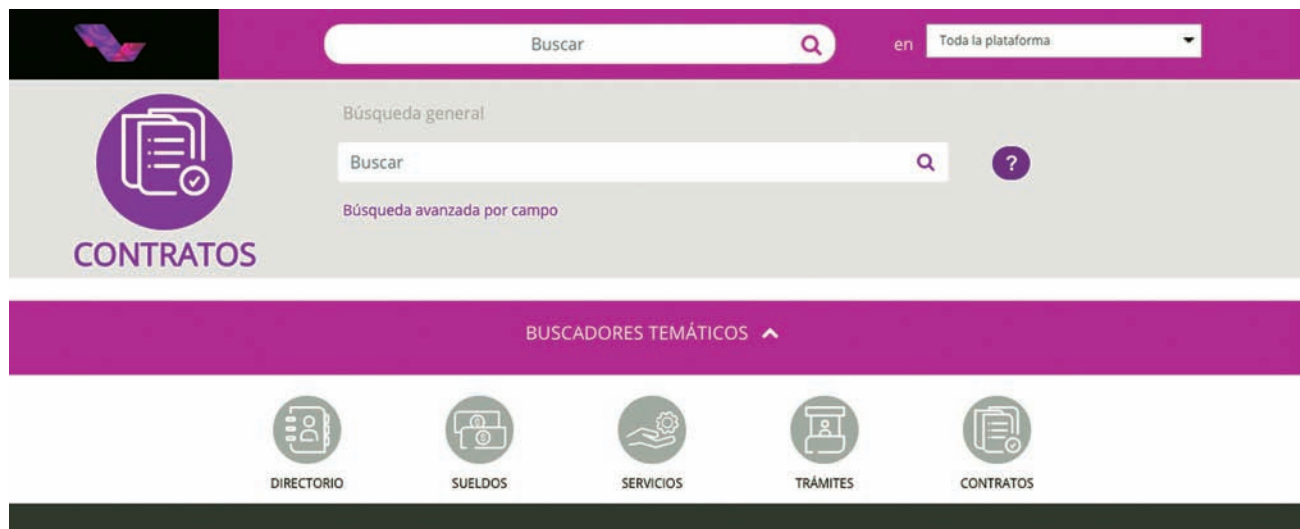 Buscar
en
Toda la plataforma
Búsqueda general
Buscar
?
Búsqueda avanzada por campo
CONTRATOS
BUSCADORES TEMÁTICOS
DIRECTORIO
SUELDOS
SERVICIOS
TRÁMITES
CONTRATOS